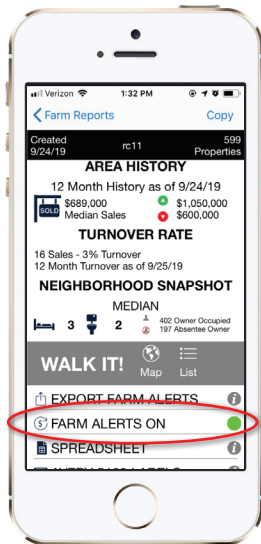 Verizon 1:32 PM
Farm Reports Copy
Created 9/24/19 rc11 599 Properties
AREA HISTORY
12 Month History as of 9/24/19
SOLD $689,000 Median Sales $1,050,000 $600,000
TURNOVER RATE
16 Sales - 3% Turnover
12 Month Turnover as of 9/25/19
NEIGHBORHOOD SNAPSHOT
MEDIAN
3 2 402 Owner Occupied
197 Absentee Owner
WALK IT! Map List
EXPORT FARM ALERTS
FARM ALERTS ON
SPREADSHEET